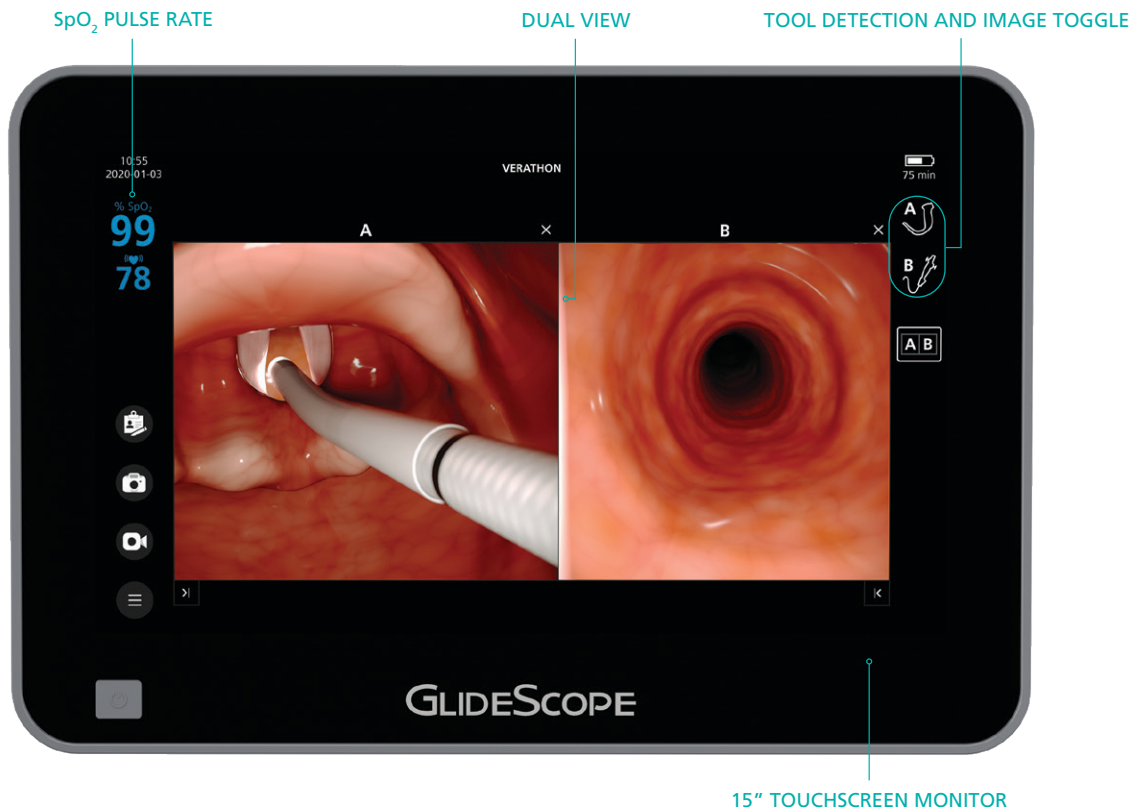 SpO₂ PULSE RATE
DUAL VIEW
TOOL DETECTION AND IMAGE TOGGLE
10:55
2020-01-03
VERATHON
75 min
% SpO₂
99
78
A
B
A
B
A B
GLIDESCOPE
15” TOUCHSCREEN MONITOR